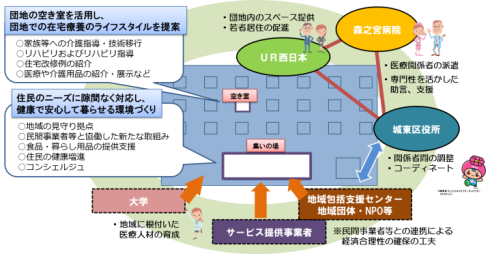 団地の空き室を活用し、
団地での在宅療養のライフスタイルを提案
○家族等への介護指導・技術移行
○リハビリおよびリハビリ指導
○住宅改修例の紹介
○医療や介護用品の紹介・展示など
住民のニーズに隙間なく対応し、
健康で安心して暮らせる環境づくり
○地域の見守り拠点
○民間事業者等と協働した新たな取組み
○食品・暮らし用品の提供支援
○住民の健康増進
○コンシェルジュ
・団地内のスペース提供
・若者居住の促進
UR西日本
森之宮病院
・医療関係者の派遣
・専門性を活かした
助言、支援
空き室
集いの場
城東区役所
・関係者間の調整
・コーディネート
大学
・地域に根付いた
医療人材の育成
サービス提供事業者
地域包括支援センター
地域団体・NPO等
※民間事業者等との連携による
経済合理性の確保の工夫